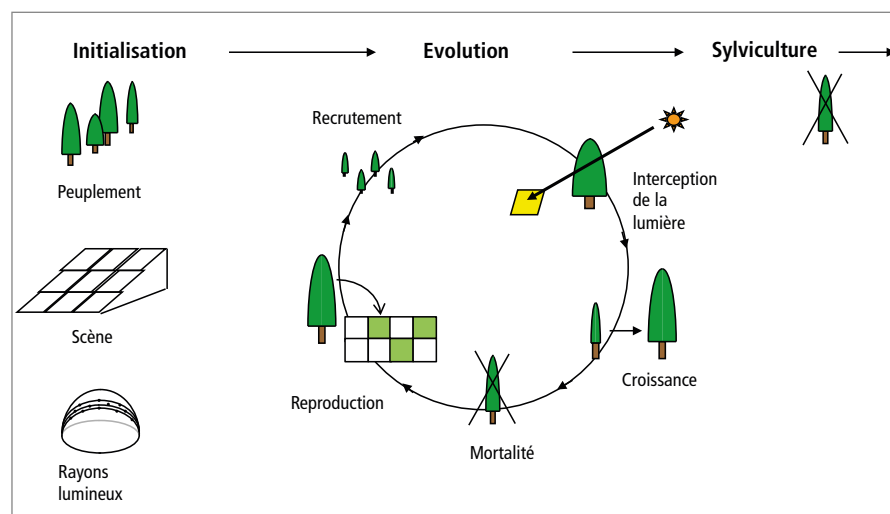 Initialisation
Evolution
Sylviculture
Recrutement
Peuplement
Interception
de la
lumière
Scène
Croissance
Reproduction
Mortalité
Rayons
lumineux